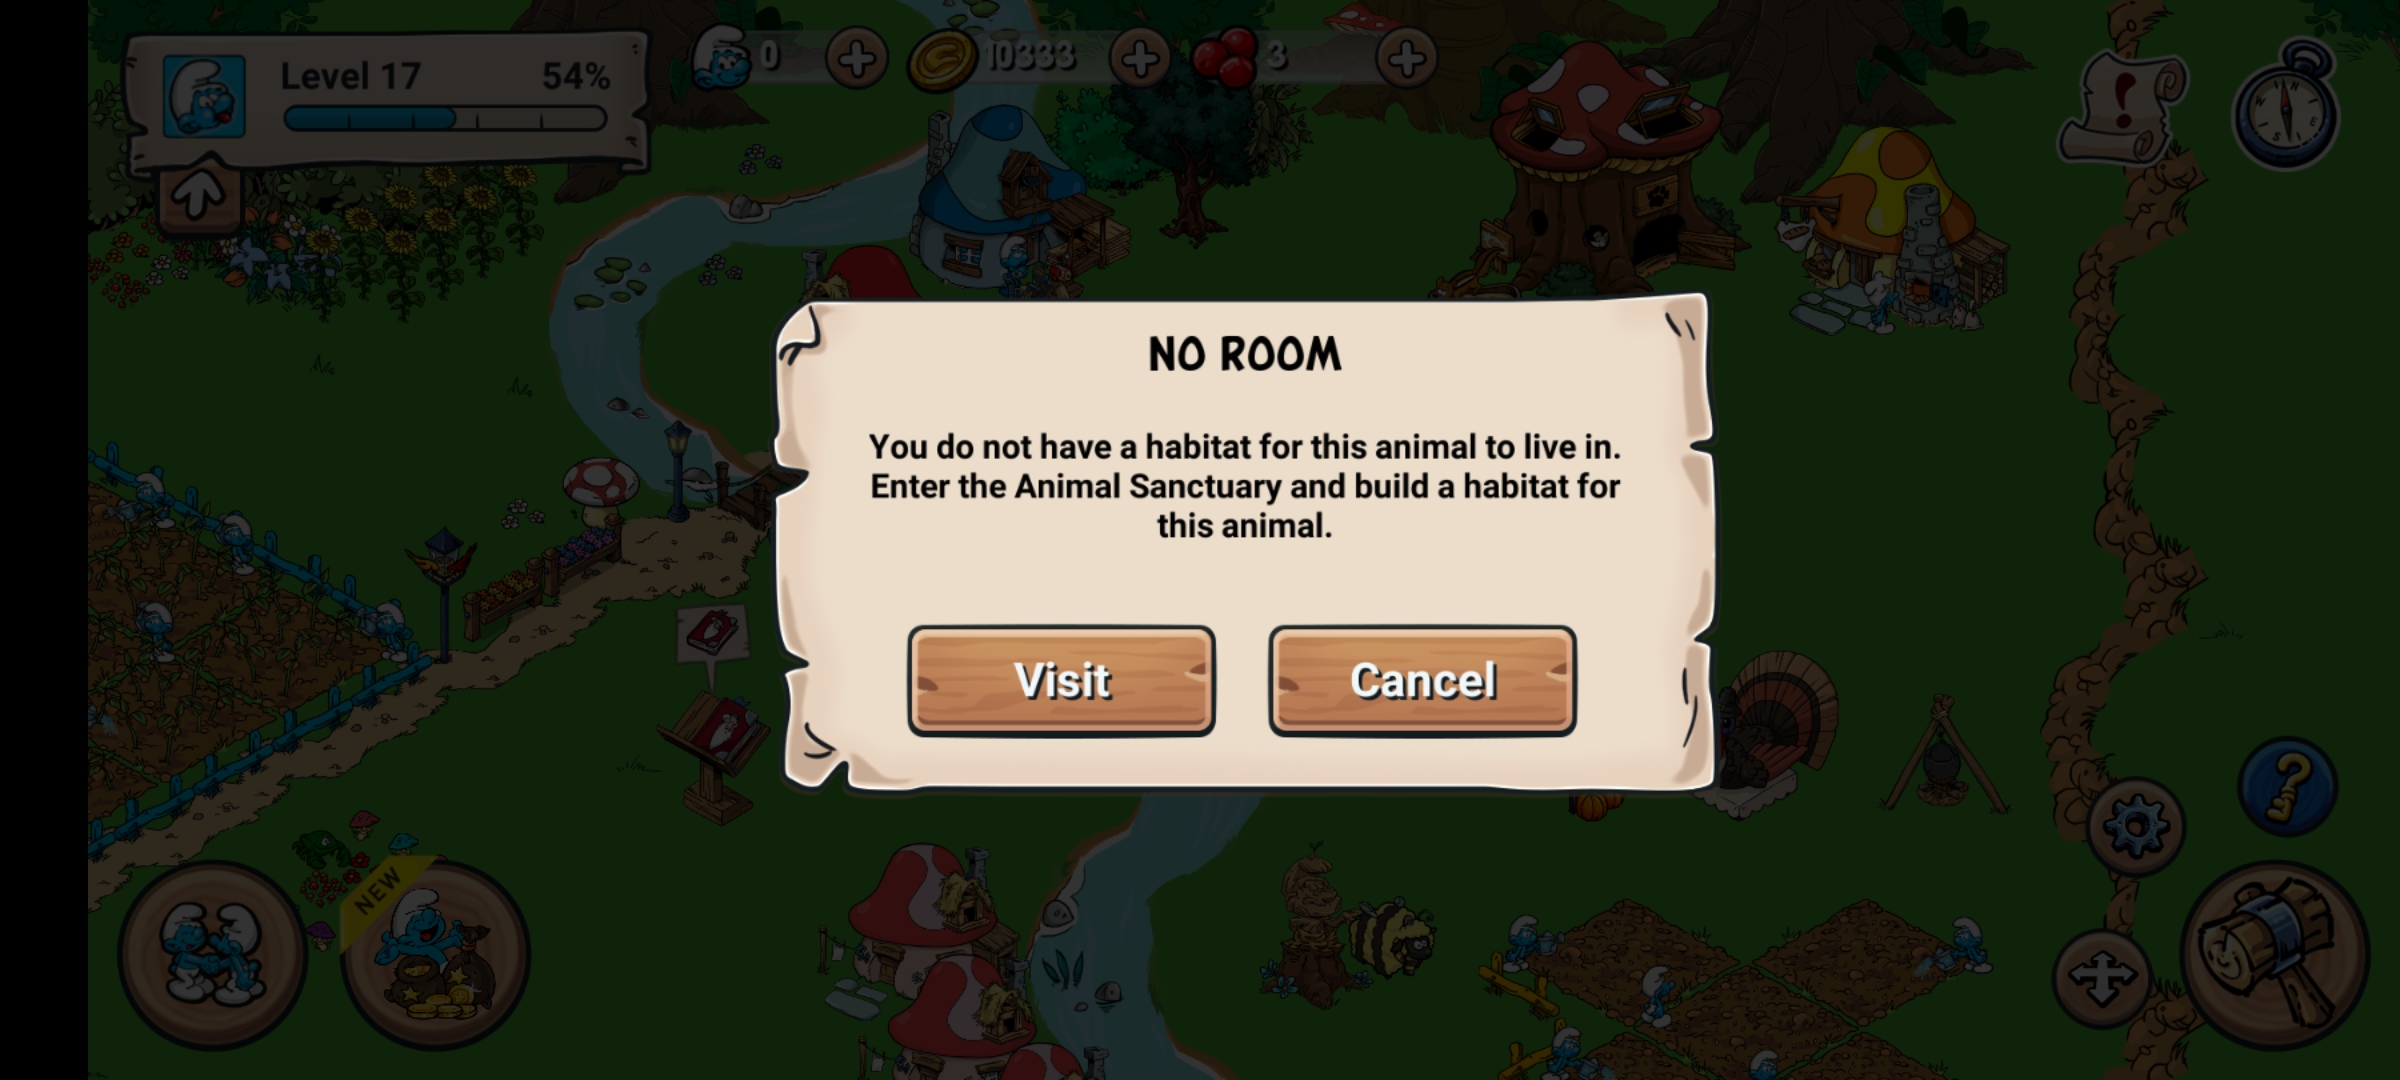 Level 17 54%
0
10333
3
NO ROOM
You do not have a habitat for this animal to live in.
Enter the Animal Sanctuary and build a habitat for
this animal.
Visit
Cancel
NEW